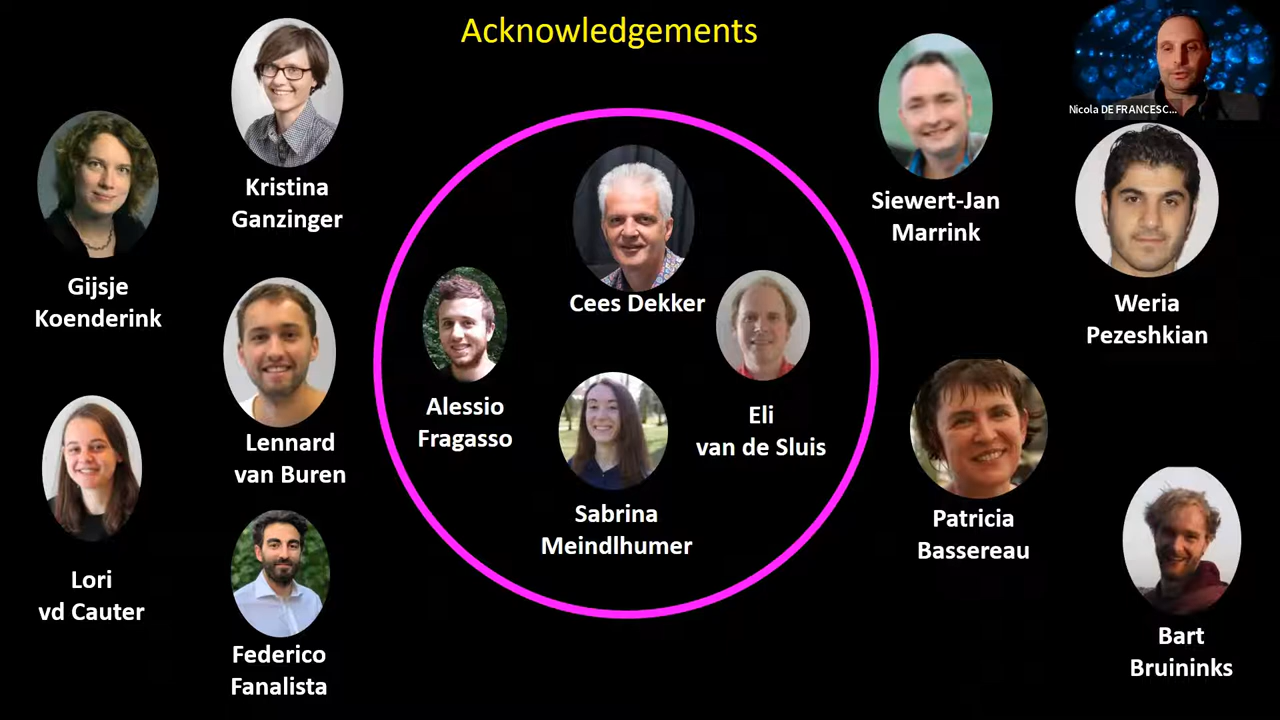 Acknowledgements
Nicola DE FRANCESC...
Kristina
Ganzinger
Gijsje
Koenderink
Lennard
van Buren
Lori
vd Cauter
Federico
Fanalista
Cees Dekker
Alessio
Fragasso
Eli
van de Sluis
Sabrina
Meindlhumer
Siewert-Jan
Marrink
Weria
Pezeshkian
Patricia
Bassereau
Bart
Bruininks